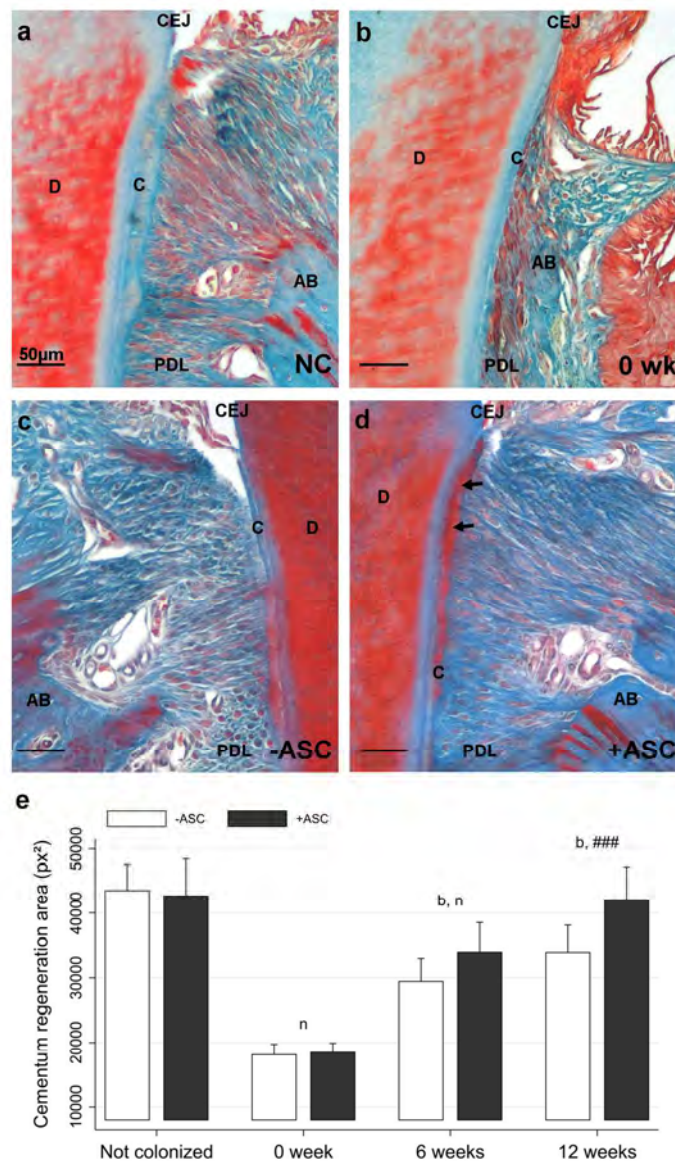 a
CEJ
D
C
AB
50µm
PDL
NC
b
CEJ
D
C
AB
PDL
0 wk
c
CEJ
C
D
AB
PDL
-ASC
d
CEJ
D
C
AB
PDL
+ASC
e
-ASC
+ASC
Cementum regeneration area (px²)
50000
40000
30000
20000
10000
n
b, n
b, ###
Not colonized
0 week
6 weeks
12 weeks